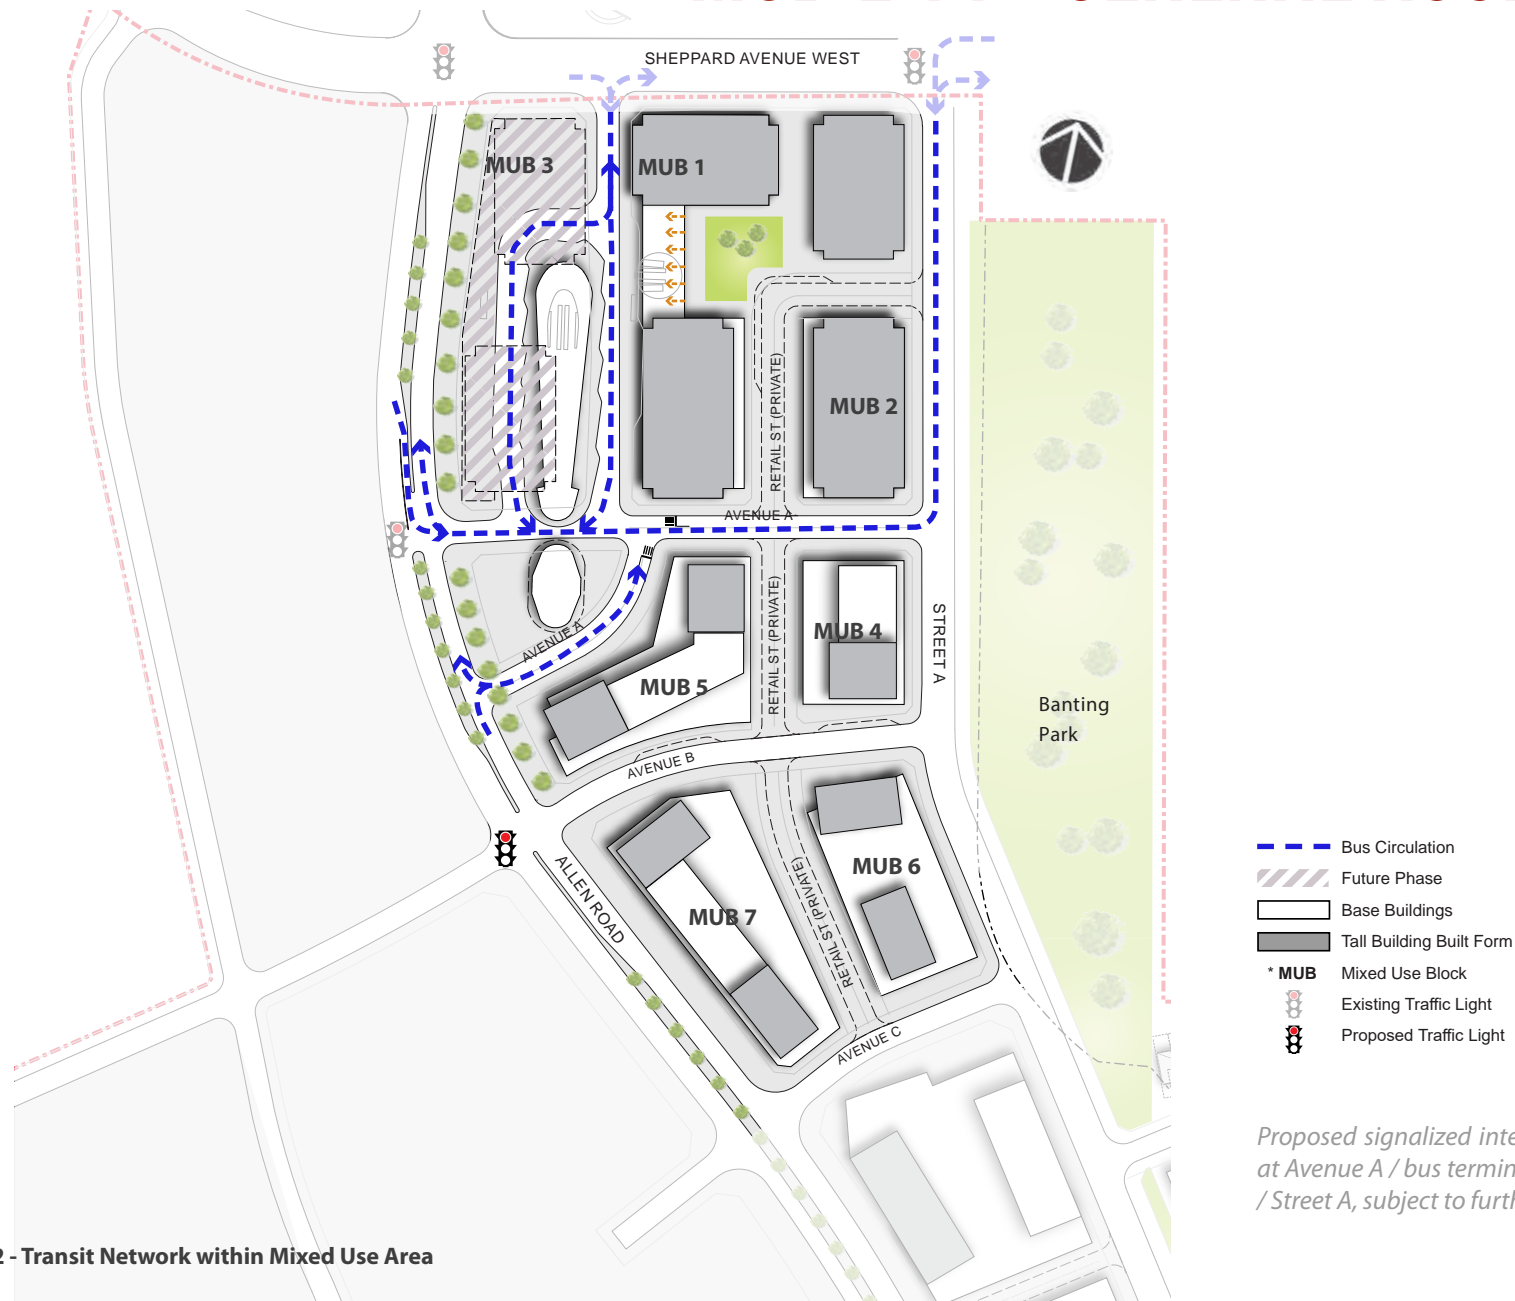 SHEPPARD AVENUE WEST
MUB 3
MUB 1
RETAIL ST (PRIVATE)
MUB 2
AVENUE A
AVENUE A
RETAIL ST (PRIVATE)
MUB 4
STREET A
MUB 5
Banting
Park
AVENUE B
ALLEN ROAD
MUB 7
RETAIL ST (PRIVATE)
MUB 6
AVENUE C
Bus Circulation
Future Phase
Base Buildings
Tall Building Built Form
* MUB Mixed Use Block
Existing Traffic Light
Proposed Traffic Light
Proposed signalized
at Avenue A / bus
/ Street A, subject to
2 - Transit Network within Mixed Use Area